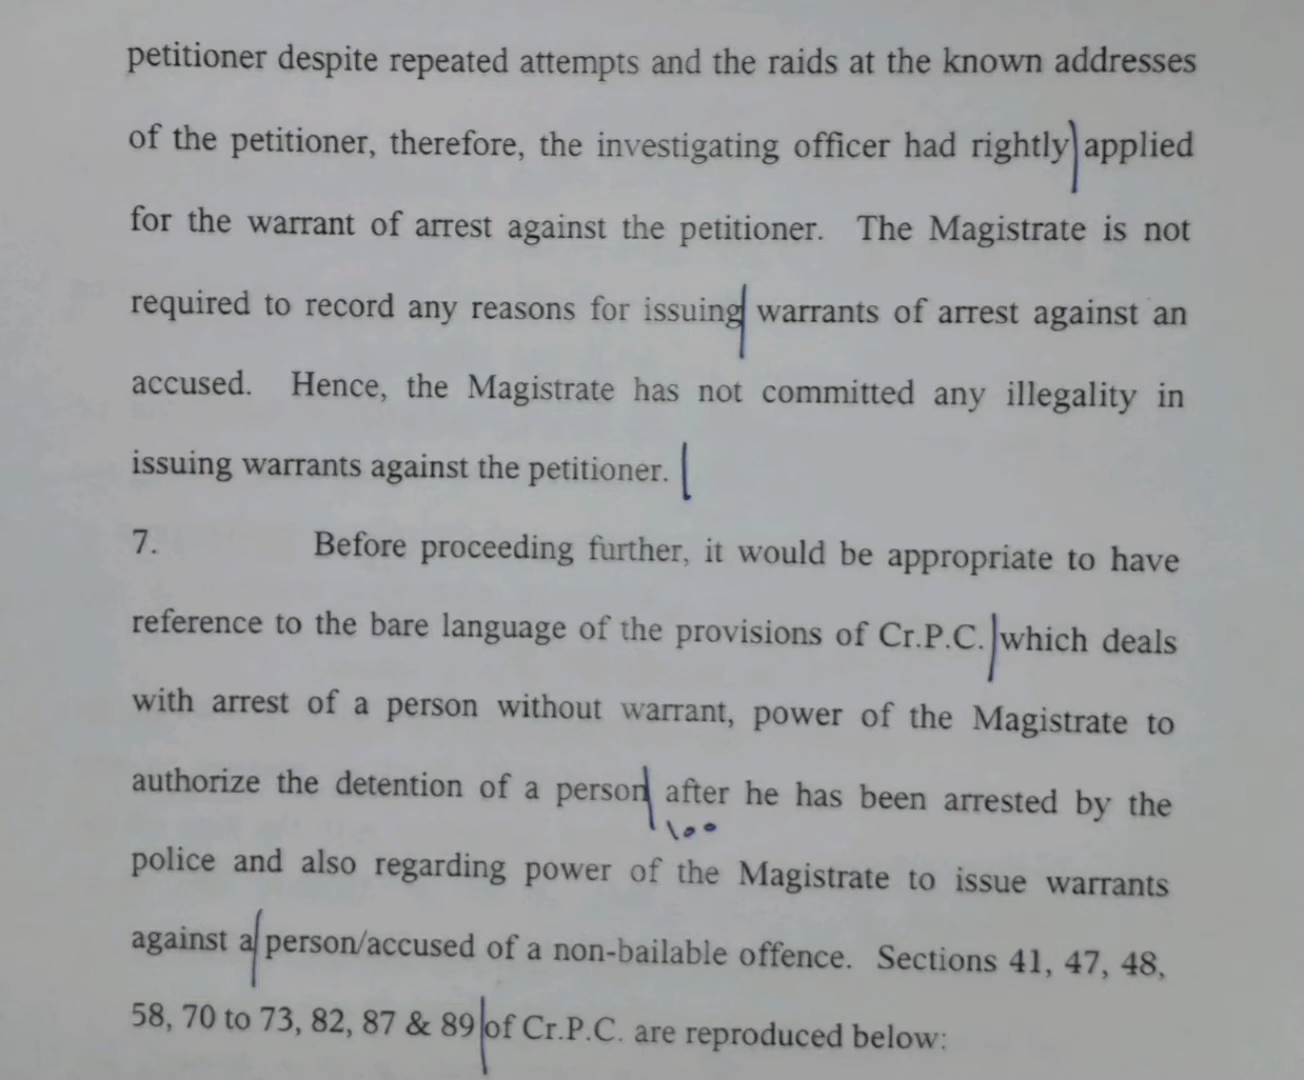 petitioner despite repeated attempts and the raids at the known addresses
of the petitioner, therefore, the investigating officer had rightly applied
for the warrant of arrest against the petitioner. The Magistrate is not
required to record any reasons for issuing warrants of arrest against an
accused. Hence, the Magistrate has not committed any illegality in
issuing warrants against the petitioner.
7. Before proceeding further, it would be appropriate to have
reference to the bare language of the provisions of Cr.P.C. which deals
with arrest of a person without warrant, power of the Magistrate to
authorize the detention of a person after he has been arrested by the
100
police and also regarding power of the Magistrate to issue warrants
against a person/accused of a non-bailable offence. Sections 41, 47, 48,
58, 70 to 73, 82, 87 & 89 of Cr.P.C. are reproduced below: